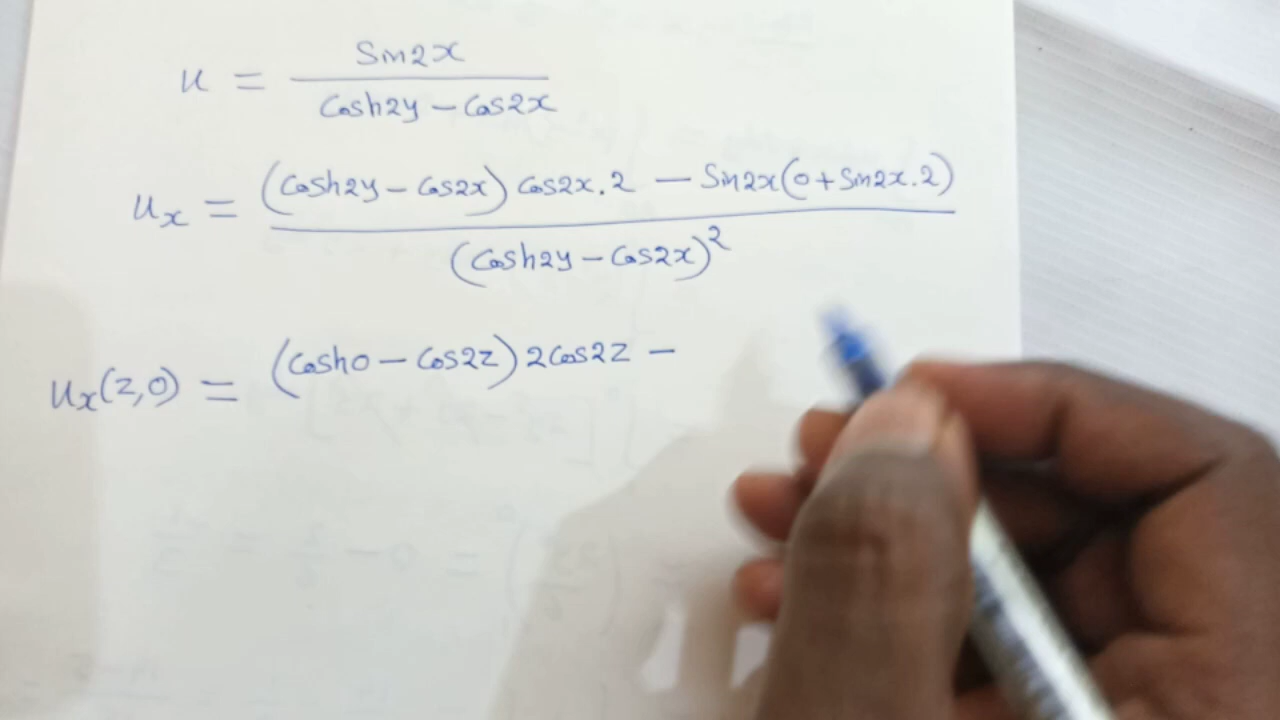 u = Sin2x / Cosh2y − Cos2x
u_x = (Cosh2y − Cos2x) Cos2x.2 − Sin2x(0 + Sin2x.2) / (Cosh2y − Cos2x)²
u_x(z,0) = (Cosh0 − Cos2z) 2Cos2z −